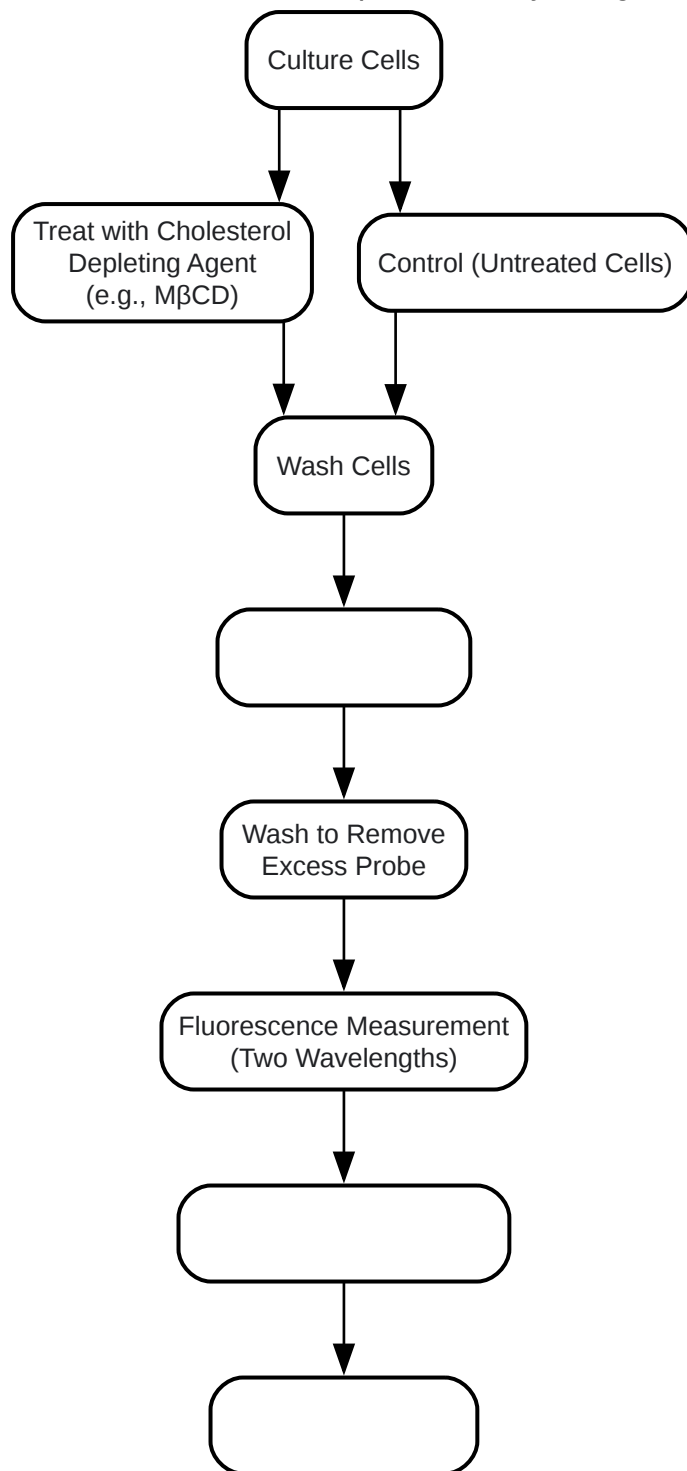 Culture Cells
Treat with Cholesterol
Depleting Agent
(e.g., MβCD)
Control (Untreated Cells)
Wash Cells
Wash to Remove
Excess Probe
Fluorescence Measurement
(Two Wavelengths)